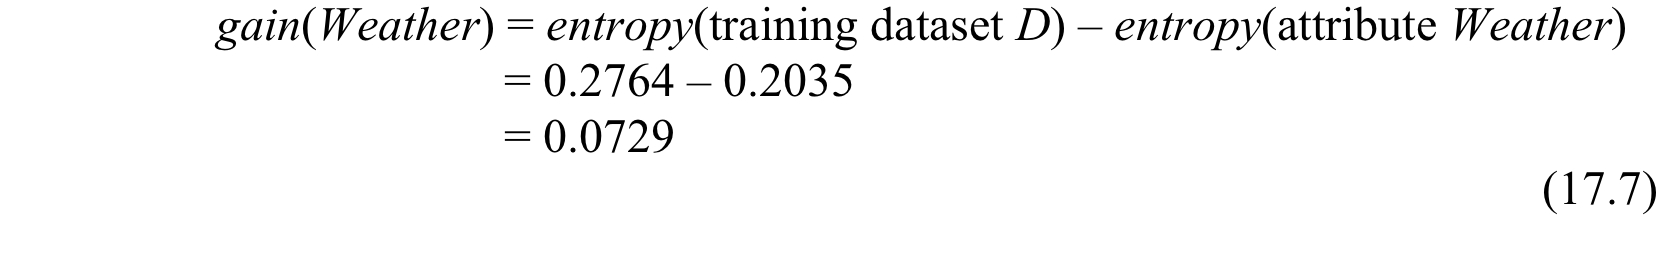 gain(Weather) = entropy(training dataset D) – entropy(attribute Weather)
= 0.2764 – 0.2035
= 0.0729
(17.7)